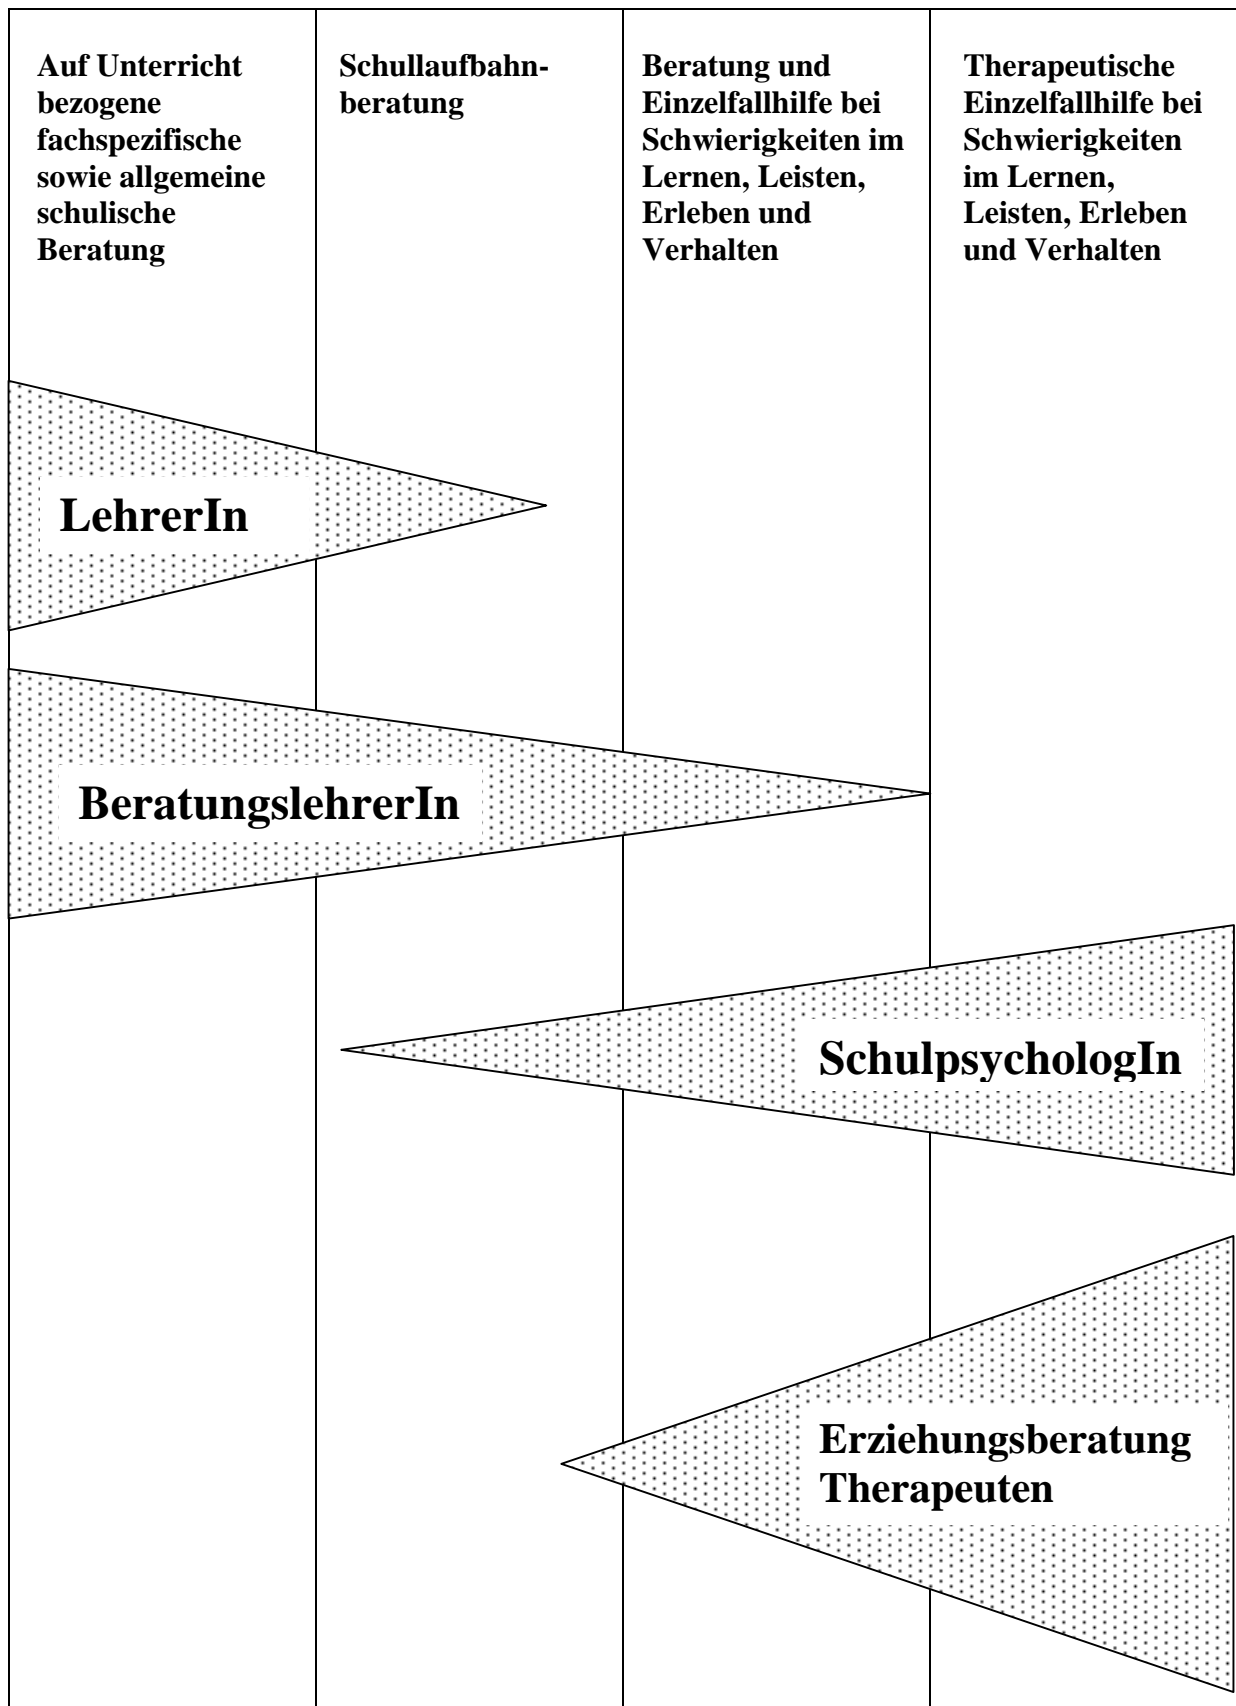 Auf Unterricht
bezogene
fachspezifische
sowie allgemeine
schulische
Beratung
Schullaufbahn-
beratung
Beratung und
Einzelfallhilfe bei
Schwierigkeiten im
Lernen, Leisten,
Erleben und
Verhalten
Therapeutische
Einzelfallhilfe bei
Schwierigkeiten
im Lernen,
Leisten, Erleben
und Verhalten
LehrerIn
BeratungslehrerIn
SchulpsychologIn
Erziehungsberatung
Therapeuten